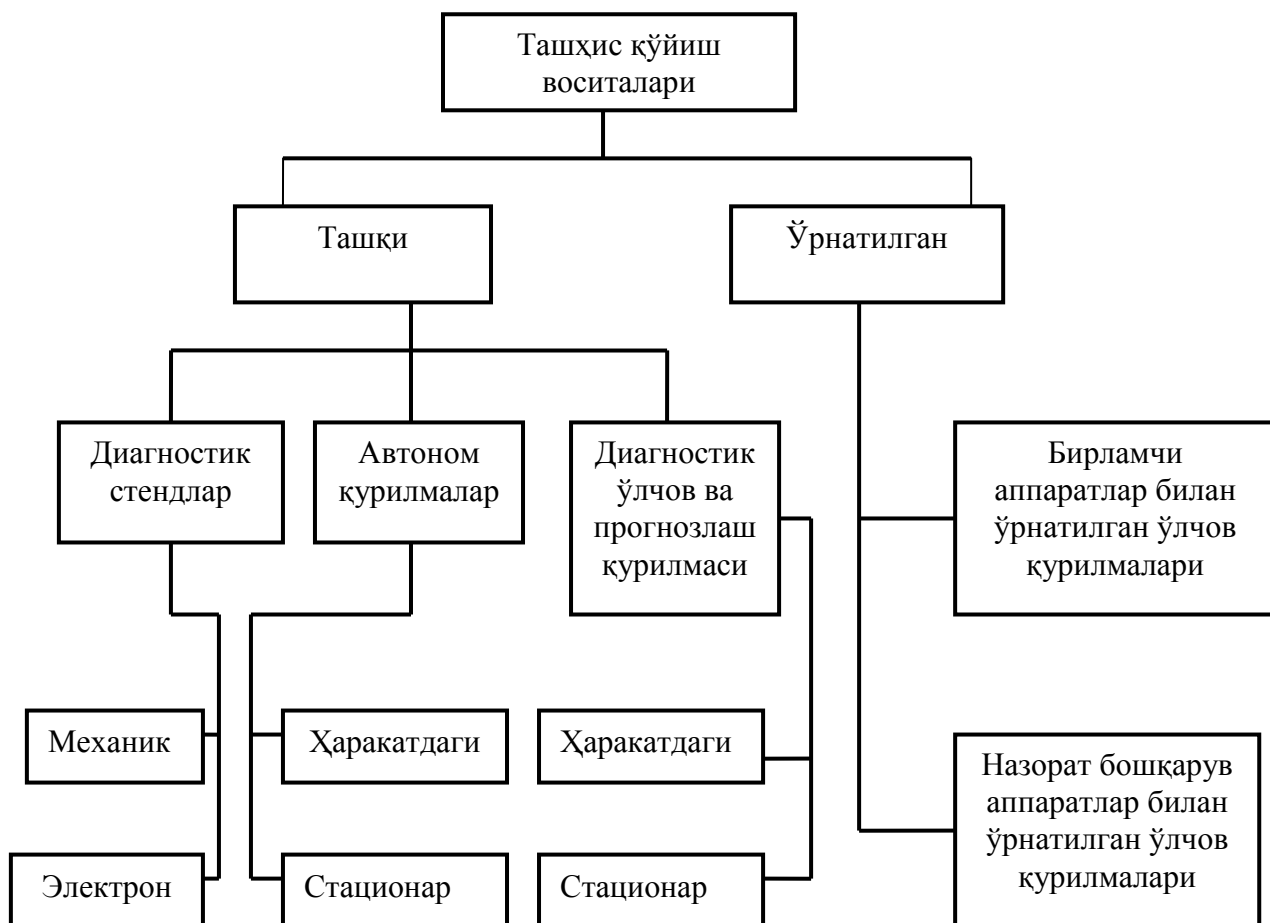 Ташҳис қўйиш
воситалари
Ташқи
Ўрнатилган
Диагностик
стендлар
Автоном
қурилмалар
Диагностик
ўлчов ва
прогнозлаш
қурилмаси
Бирламчи
аппаратлар билан
ўрнатилган ўлчов
қурилмалари
Механик
Ҳаракатдаги
Ҳаракатдаги
Назорат бошқарув
аппаратлар билан
ўрнатилган ўлчов
қурилмалари
Электрон
Стационар
Стационар